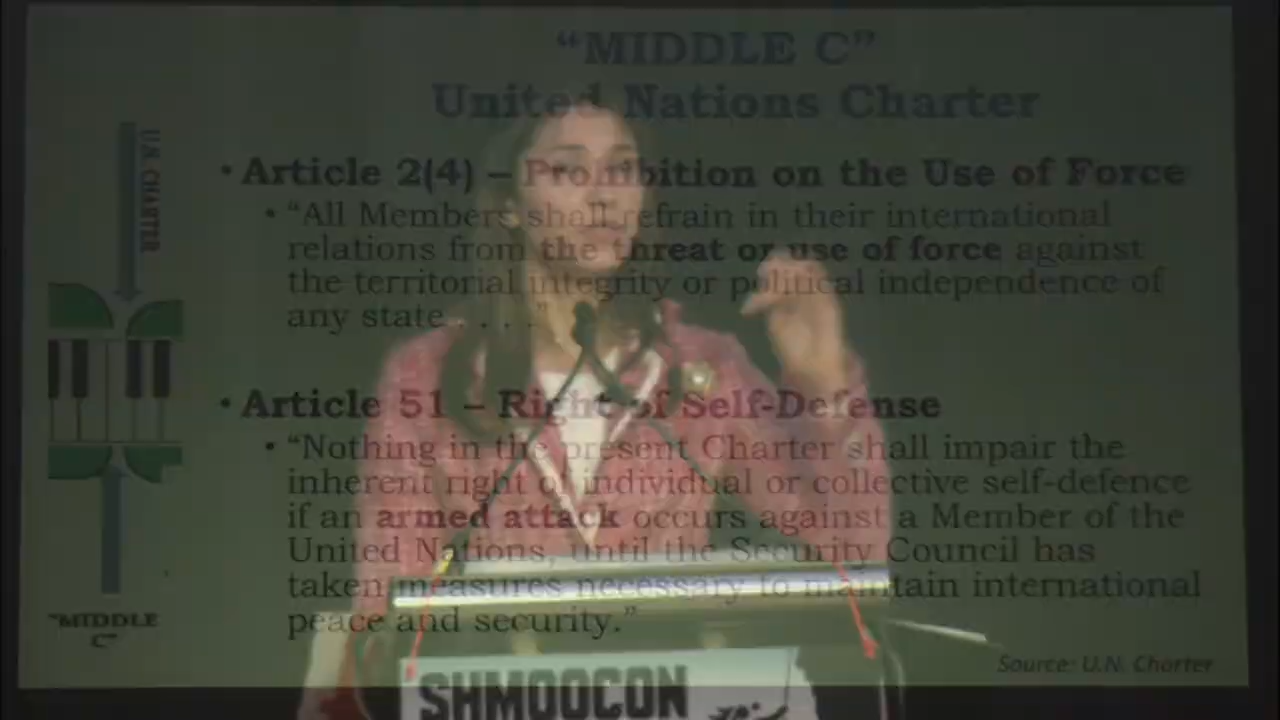 “MIDDLE C”
United Nations Charter
U.N. CHARTER
• Article 2(4) – Prohibition on the Use of Force
• “All Members shall refrain in their international
relations from the threat or use of force against
the territorial integrity or political independence of
any state . . . .”
• Article 51 – Right of Self-Defense
• “Nothing in the present Charter shall impair the
inherent right of individual or collective self-defence
if an armed attack occurs against a Member of the
United Nations, until the Security Council has
taken measures necessary to maintain international
peace and security.”
“MIDDLE
C”
Source: U.N. Charter
SHMOOCON